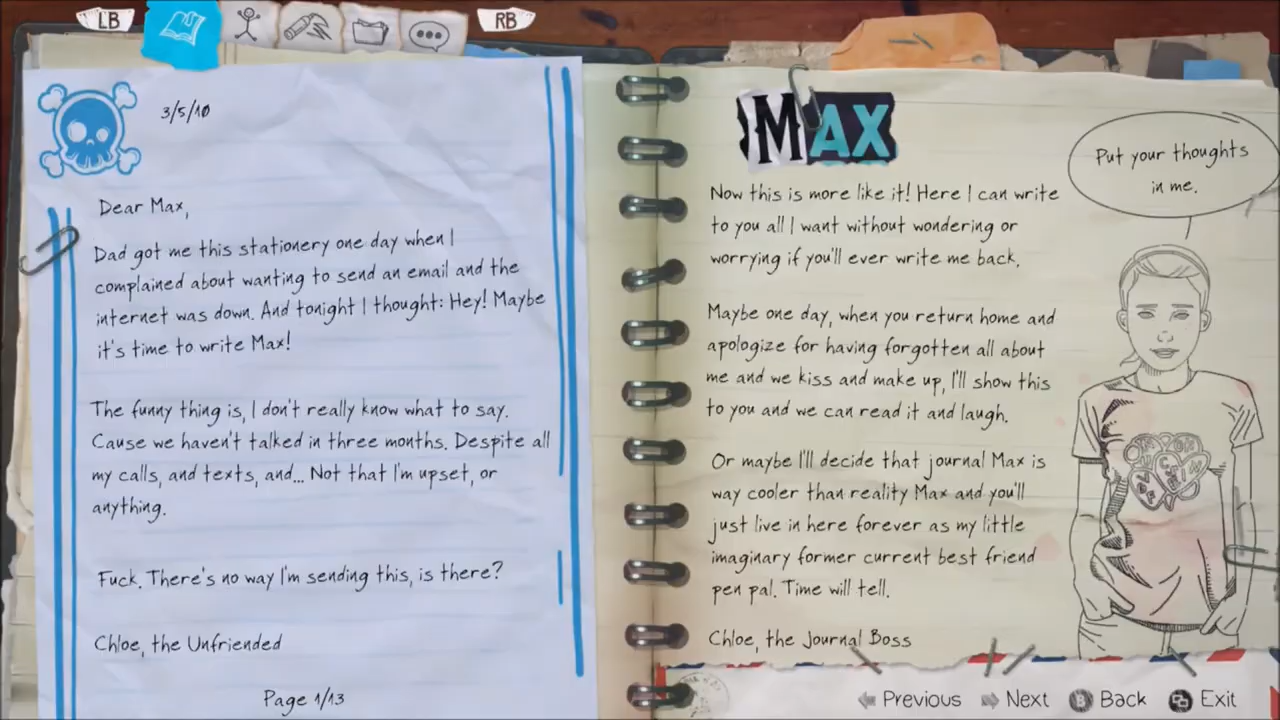 LB
RB
3/5/10
Dear Max,
Dad got me this stationery one day when I
complained about wanting to send an email and the
internet was down. And tonight I thought: Hey! Maybe
it's time to write Max!
The funny thing is, I don't really know what to say.
Cause we haven't talked in three months. Despite all
my calls, and texts, and... Not that I'm upset, or
anything.
Fuck. There's no way I'm sending this, is there?
Chloe, the Unfriended
Page 1/13
MAX
Now this is more like it! Here I can write
to you all I want without wondering or
worrying if you'll ever write me back.
Maybe one day, when you return home and
apologize for having forgotten all about
me and we kiss and make up, I'll show this
to you and we can read it and laugh.
Or maybe I'll decide that journal Max is
way cooler than reality Max and you'll
just live in here forever as my little
imaginary former current best friend
pen pal. Time will tell.
Chloe, the Journal Boss
Put your thoughts
in me.
Previous
Next
B
Back
Exit